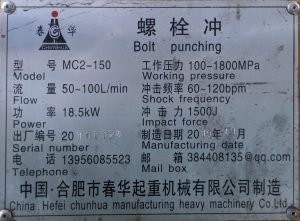 春 华
CHUNHUA
螺栓冲
Bolt punching
型 号 MC2-150 工作压力 100-1800MPa
Model Working pressure
流 量 50~100L/min 冲击频率 60-120bpm
Flow Shock frequency
功 率 18.5kw 冲 击 力 1500J
Power Impact force
出厂编号 20 制造日期 20 月
Serial number Manufacturing date
电 话 13956085523 邮 箱 384408135@qq.com
Telephone Mail box
中国·合肥市春华起重机械有限公司制造
China. Hefei chunhua manufacturing heavy machinery Co.Ltd